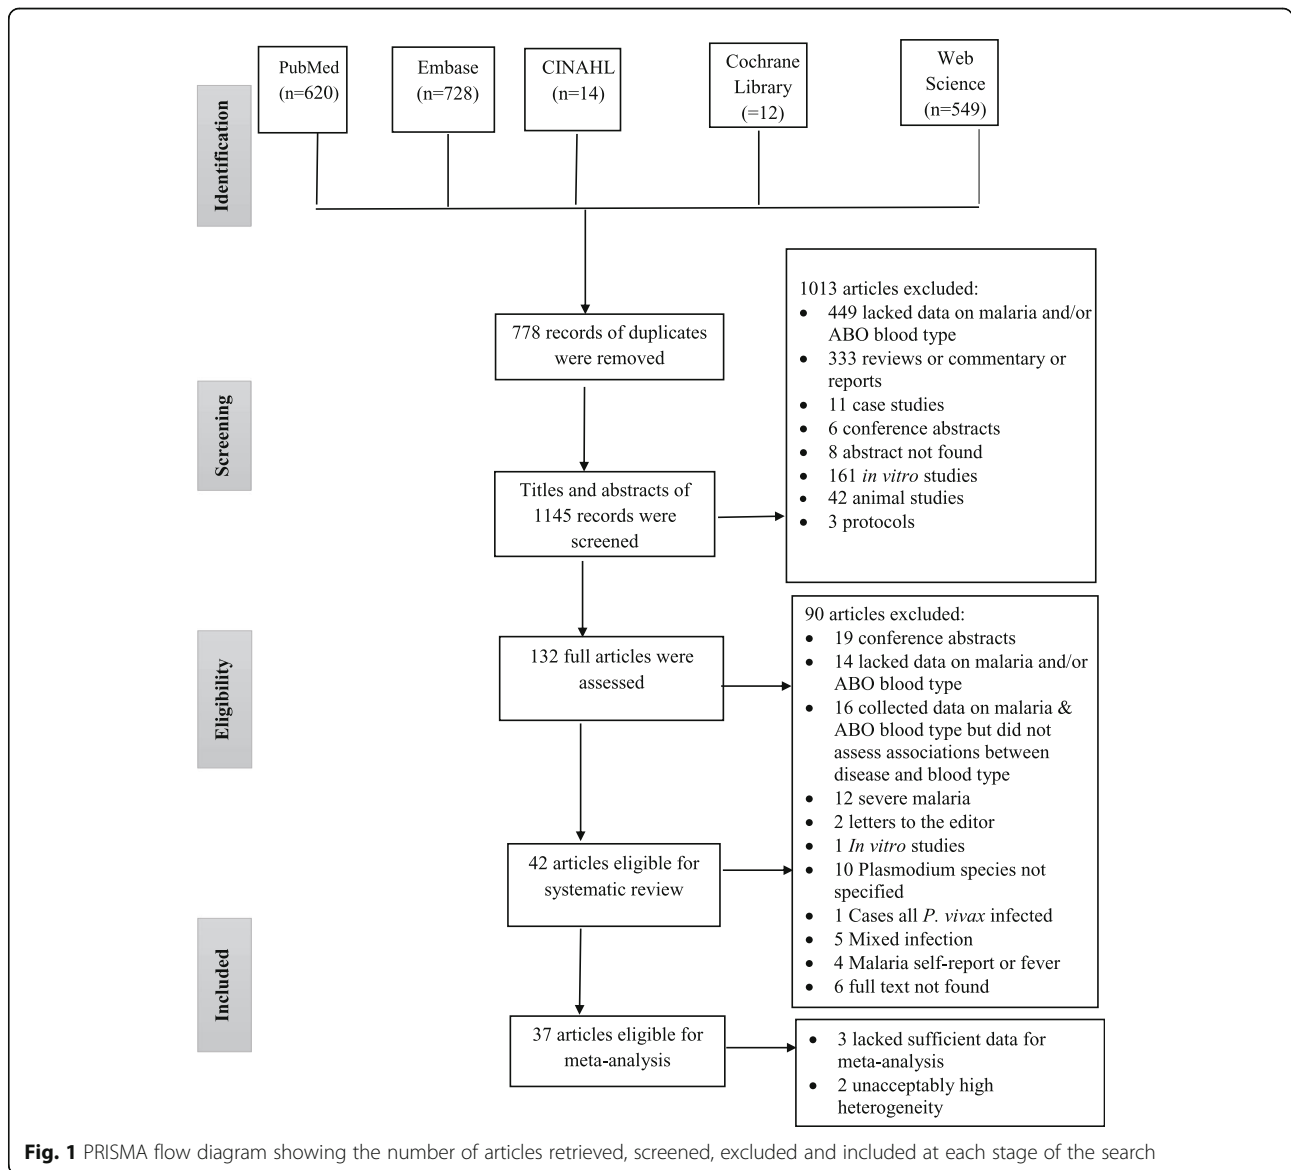 PubMed
(n=620)
Embase
(n=728)
CINAHL
(n=14)
Cochrane
Library
(=12)
Web
Science
(n=549)
Identification
778 records of duplicates
were removed
1013 articles excluded:
• 449 lacked data on malaria and/or
ABO blood type
• 333 reviews or commentary or
reports
• 11 case studies
• 6 conference abstracts
• 8 abstract not found
• 161 in vitro studies
• 42 animal studies
• 3 protocols
Screening
Titles and abstracts of
1145 records were
screened
Eligibility
132 full articles were
assessed
90 articles excluded:
• 19 conference abstracts
• 14 lacked data on malaria and/or
ABO blood type
• 16 collected data on malaria &
ABO blood type but did not
assess associations between
disease and blood type
• 12 severe malaria
• 2 letters to the editor
• 1 In vitro studies
• 10 Plasmodium species not
specified
• 1 Cases all P. vivax infected
• 5 Mixed infection
• 4 Malaria self-report or fever
• 6 full text not found
42 articles eligible for
systematic review
Included
37 articles eligible for
meta-analysis
• 3 lacked sufficient data for
meta-analysis
• 2 unacceptably high
heterogeneity
Fig. 1 PRISMA flow diagram showing the number of articles retrieved, screened, excluded and included at each stage of the search